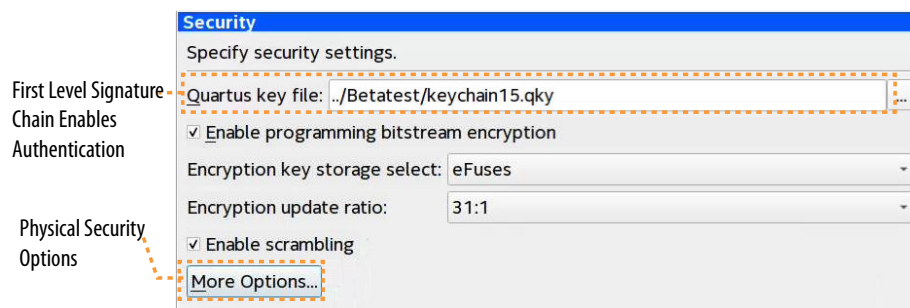 Security
Specify security settings.
First Level Signature
Chain Enables
Authentication
Quartus key file: ../Betatest/keychain15.qky ...
Enable programming bitstream encryption
Encryption key storage select: eFuses
Encryption update ratio: 31:1
Enable scrambling
Physical Security
Options
More Options...